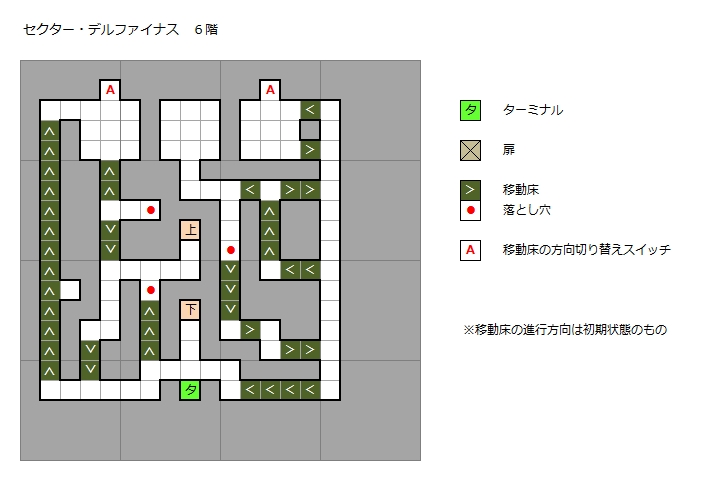 セクター・デルファイナス　６階
A A
＜
タ ターミナル
∧
∧
扉
∧ ＞
∧ ∧
∧ ∧ ＜ ＞ ＞ ＞ 移動床
∧ ∧ 落とし穴
∧ ∨ 上 ∧
∧ ∨ ∧ A 移動床の方向切り替えスイッチ
∧ ∨ ＜ ＜
∧ ∨
∧ ∧ 下 ∨
∧ ∧ ＞ ※移動床の進行方向は初期状態のもの
∧ ∨ ∧ ＞ ＞
∧ ∨
タ ＜ ＜ ＜ ＜